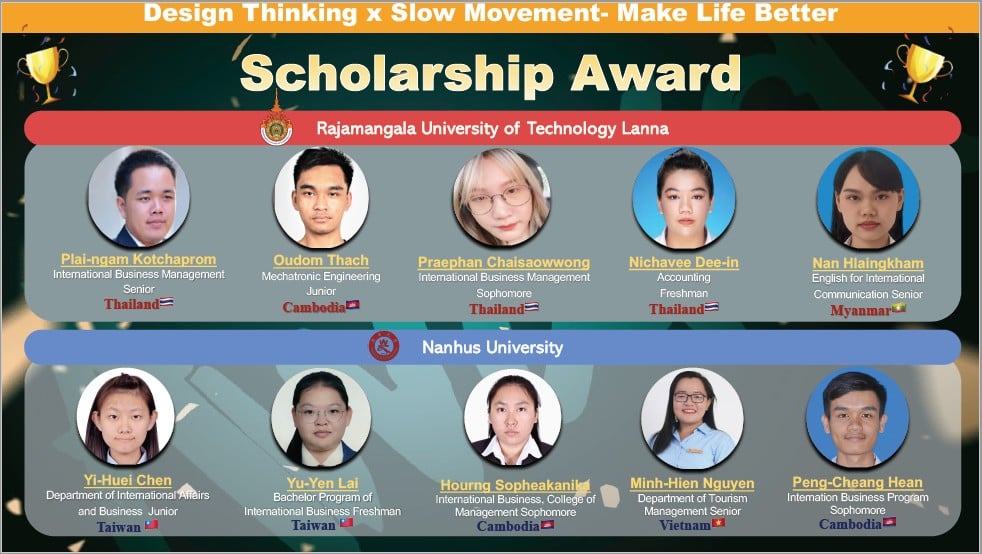 Design Thinking x Slow Movement- Make Life Better
Scholarship Award
Rajamangala University of Technology Lanna
Plai-ngam Kotchaprom
International Business Management
Senior
Thailand
Oudom Thach
Mechatronic Engineering
Junior
Cambodia
Praephan Chaisaowwong
International Business Management
Sophomore
Thailand
Nichavee Dee-in
Accounting
Freshman
Thailand
Nan Hlaingkham
English for International
Communication Senior
Myanmar
Nanhus University
Yi-Huei Chen
Department of International Affairs
and Business Junior
Taiwan
Yu-Yen Lai
Bachelor Program of
International Business Freshman
Taiwan
Hourng Sopheakanika
International Business, College of
Management Sophomore
Cambodia
Minh-Hien Nguyen
Department of Tourism
Management Senior
Vietnam
Peng-Cheang Hean
Internation Business Program
Sophomore
Cambodia